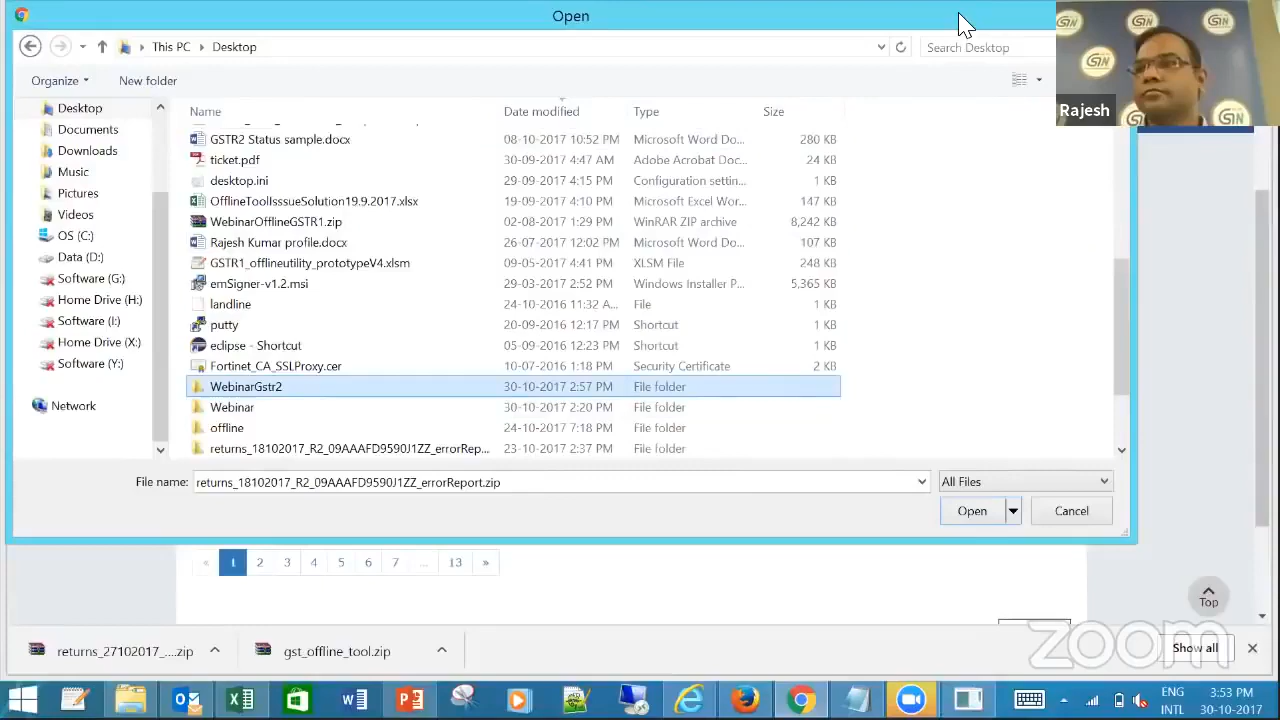 Open
This PC > Desktop
Search Desktop
Organize
New folder
GSTN
Rajesh
Desktop
Documents
Downloads
Music
Pictures
Videos
OS (C:)
Data (D:)
Software (G:)
Home Drive (H:)
Software (I:)
Home Drive (X:)
Software (Y:)
Network
Name Date modified Type Size
GSTR2 Status sample.docx 08-10-2017 10:52 PM Microsoft Word Do... 280 KB
ticket.pdf 30-09-2017 4:47 AM Adobe Acrobat Doc... 24 KB
desktop.ini 29-09-2017 4:15 PM Configuration settin... 1 KB
OfflineToolIsssueSolution19.9.2017.xlsx 19-09-2017 4:10 PM Microsoft Excel Wor... 147 KB
WebinarOfflineGSTR1.zip 02-08-2017 1:29 PM WinRAR ZIP archive 8,242 KB
Rajesh Kumar profile.docx 26-07-2017 12:02 PM Microsoft Word Do... 107 KB
GSTR1_offlineutility_prototypeV4.xlsm 09-05-2017 4:41 PM XLSM File 248 KB
emSigner-v1.2.msi 29-03-2017 2:52 PM Windows Installer P... 5,365 KB
landline 24-10-2016 11:32 A... File 1 KB
putty 20-09-2016 12:17 PM Shortcut 1 KB
eclipse - Shortcut 05-09-2016 12:23 PM Shortcut 1 KB
Fortinet_CA_SSLProxy.cer 10-07-2016 1:18 PM Security Certificate 2 KB
WebinarGstr2 30-10-2017 2:57 PM File folder
Webinar 30-10-2017 2:20 PM File folder
offline 24-10-2017 7:18 PM File folder
returns_18102017_R2_09AAAFD9590J1ZZ_errorRep... 23-10-2017 2:37 PM File folder
File name: returns_18102017_R2_09AAAFD9590J1ZZ_errorReport.zip All Files
Open Cancel
« 1 2 3 4 5 6 7 ... 13 »
Top
returns_27102017_....zip gst_offline_tool.zip Show all
zoom
ENG 3:53 PM
INTL 30-10-2017